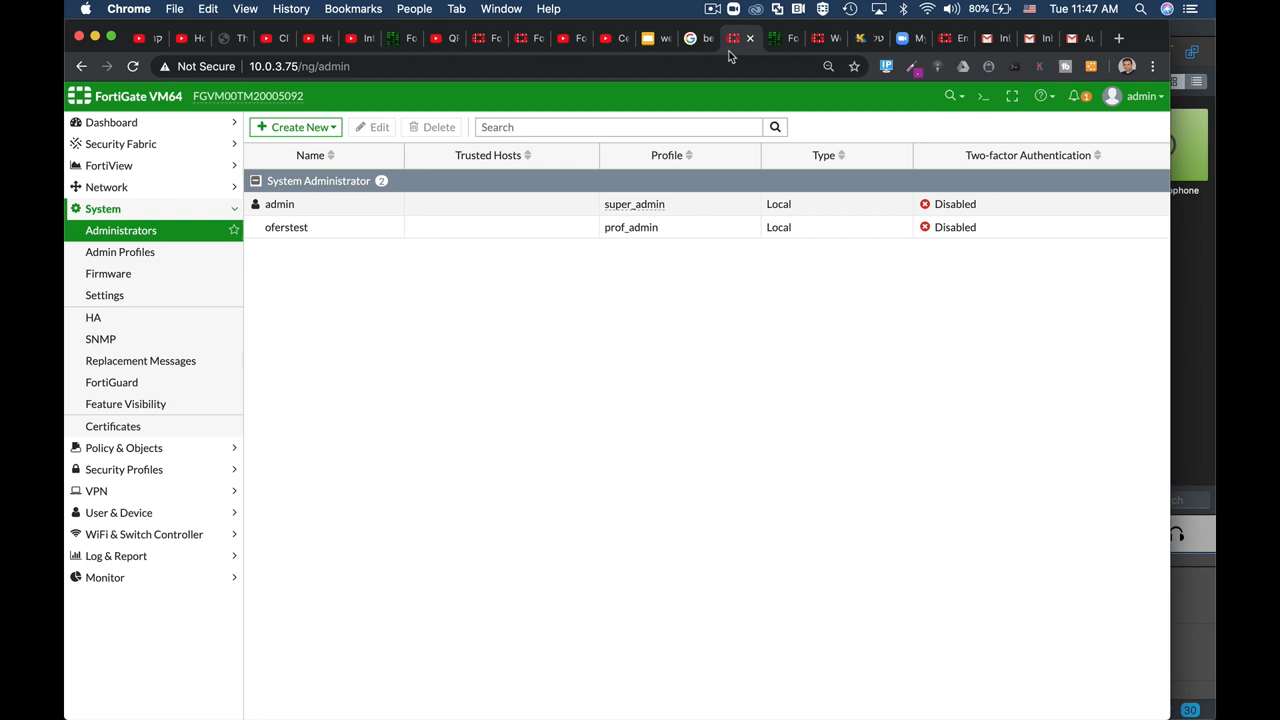 Chrome File Edit View History Bookmarks People Tab Window Help 80% Tue 11:47 AM
Not Secure 10.0.3.75/ng/admin
FortiGate VM64 FGVM00TM20005092 1 admin
Dashboard
Security Fabric
FortiView
Network
System
Administrators
Admin Profiles
Firmware
Settings
HA
SNMP
Replacement Messages
FortiGuard
Feature Visibility
Certificates
Policy & Objects
Security Profiles
VPN
User & Device
WiFi & Switch Controller
Log & Report
Monitor
Create New Edit Delete Search
Name Trusted Hosts Profile Type Two-factor Authentication
System Administrator 2
admin super_admin Local Disabled
oferstest prof_admin Local Disabled
30